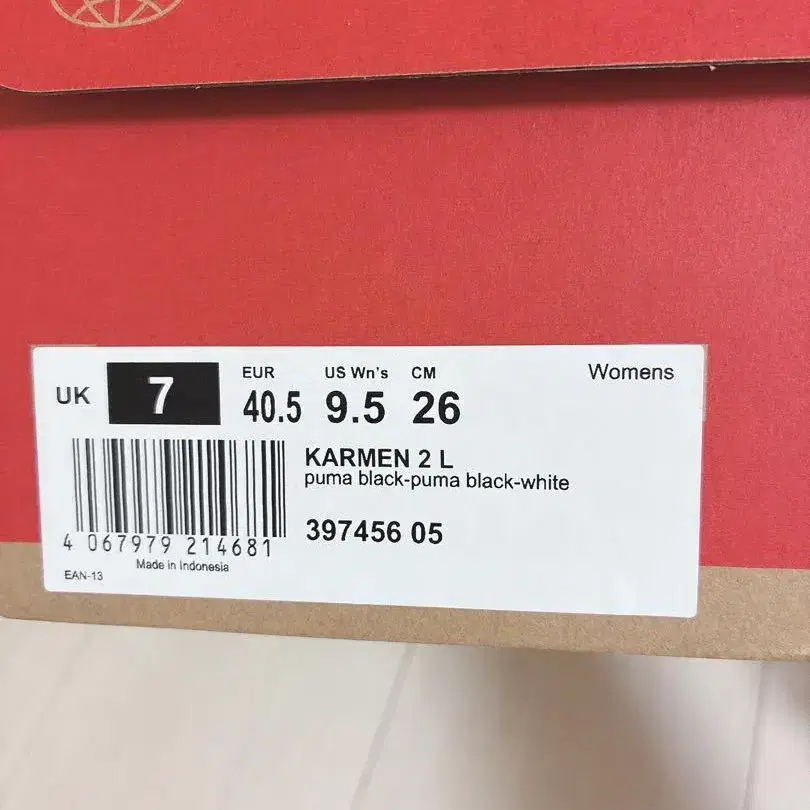 UK 7 EUR 40.5 US Wn's 9.5 CM 26 Womens
KARMEN 2 L
puma black-puma black-white
397456 05
4 067979 214681
EAN-13 Made in Indonesia